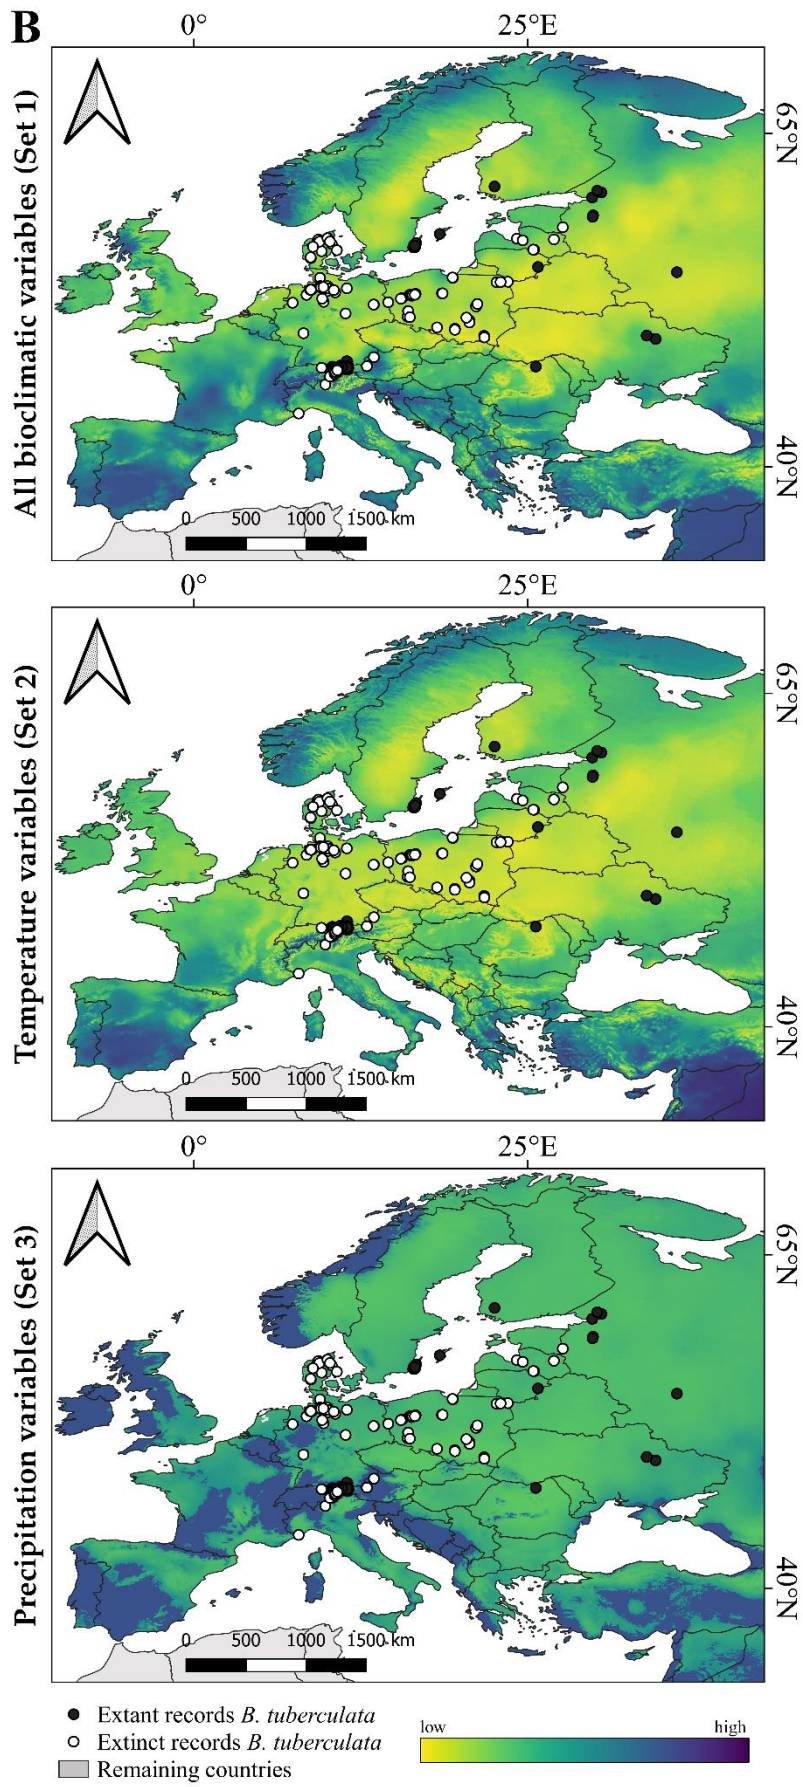 B
0° 25°E
All bioclimatic variables (Set 1)
65°N
40°N
0 500 1000 1500 km
0° 25°E
Temperature variables (Set 2)
65°N
40°N
0 500 1000 1500 km
0° 25°E
Precipitation variables (Set 3)
65°N
40°N
0 500 1000 1500 km
Extant records B. tuberculata
Extinct records B. tuberculata
Remaining countries
low high